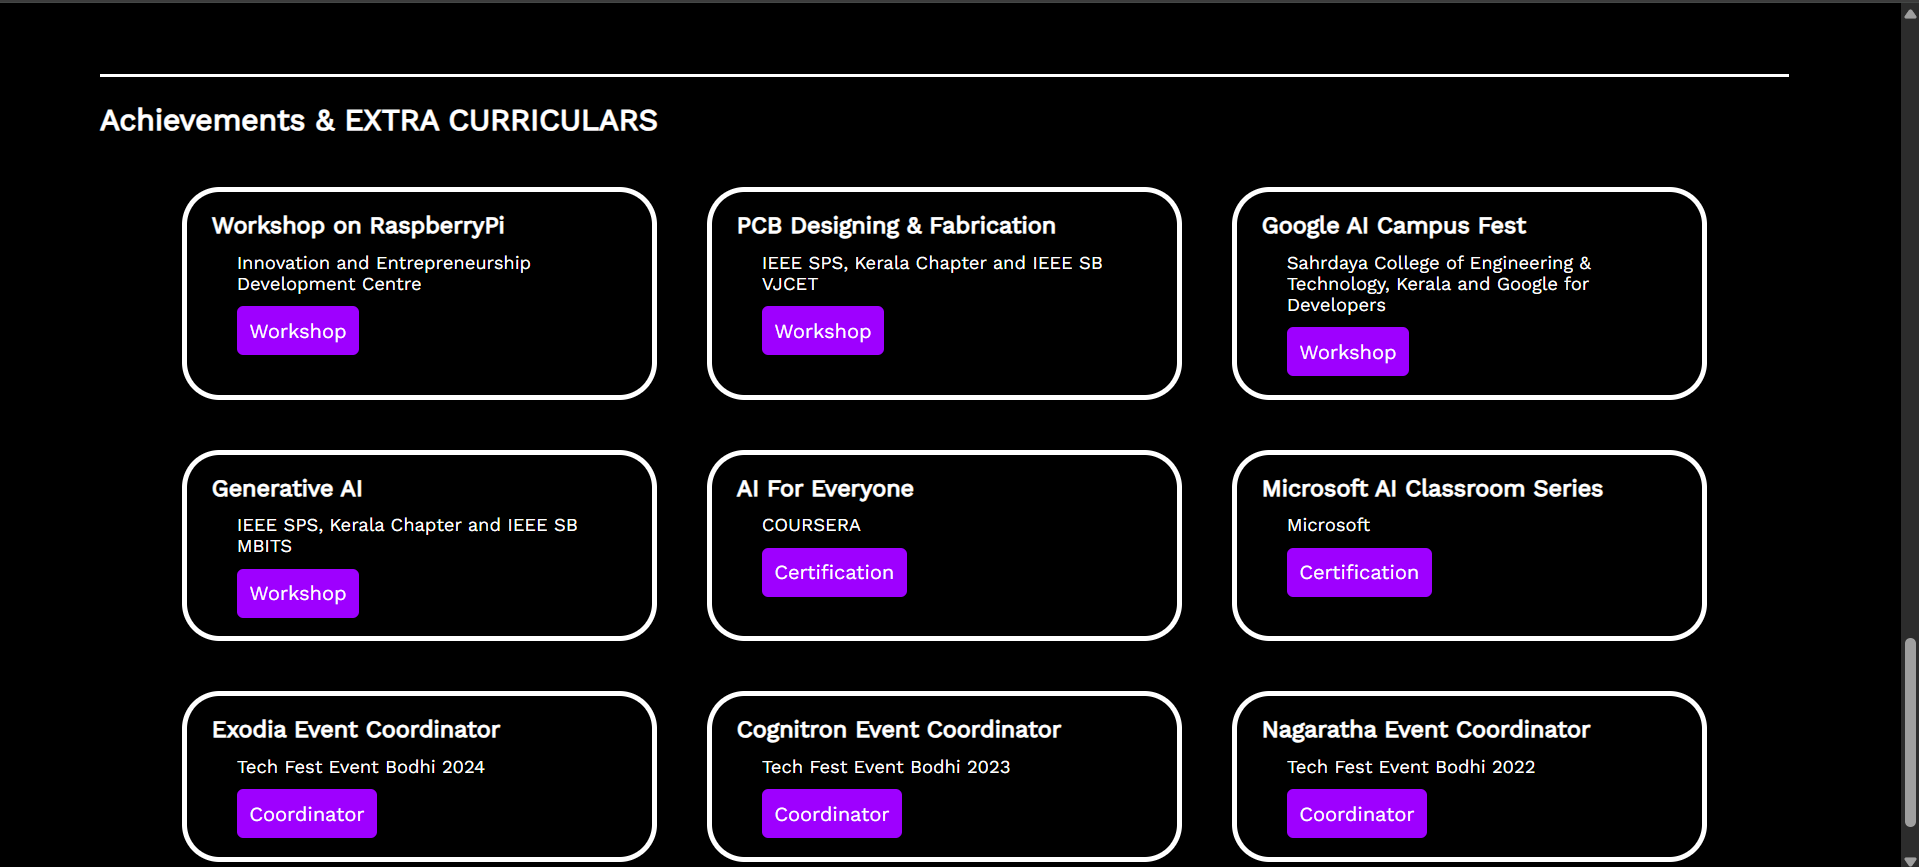 Achievements & EXTRA CURRICULARS
Workshop on RaspberryPi
Innovation and Entrepreneurship
Development Centre
Workshop
PCB Designing & Fabrication
IEEE SPS, Kerala Chapter and IEEE SB
VJCET
Workshop
Google AI Campus Fest
Sahrdaya College of Engineering &
Technology, Kerala and Google for
Developers
Workshop
Generative AI
IEEE SPS, Kerala Chapter and IEEE SB
MBITS
Workshop
AI For Everyone
COURSERA
Certification
Microsoft AI Classroom Series
Microsoft
Certification
Exodia Event Coordinator
Tech Fest Event Bodhi 2024
Coordinator
Cognitron Event Coordinator
Tech Fest Event Bodhi 2023
Coordinator
Nagaratha Event Coordinator
Tech Fest Event Bodhi 2022
Coordinator